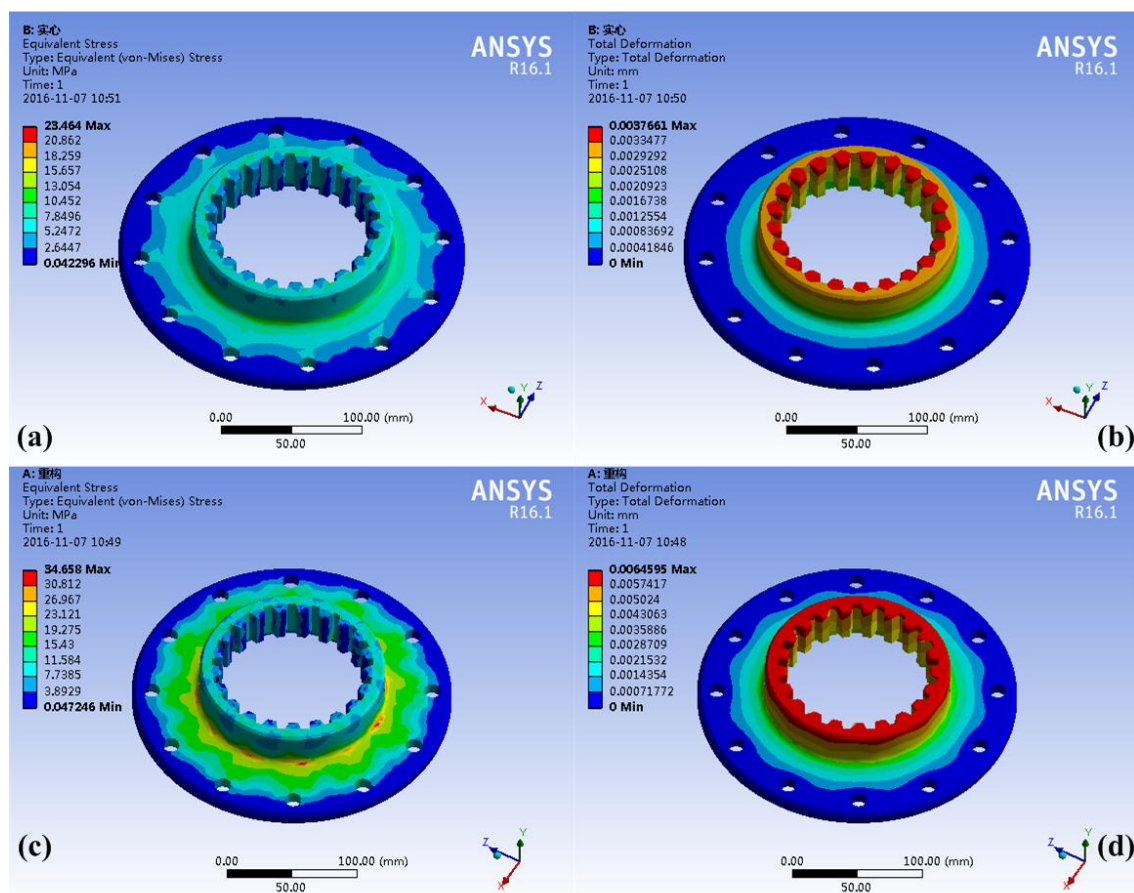 B: 实心
Equivalent Stress
Type: Equivalent (von-Mises) Stress
Unit: MPa
Time: 1
2016-11-07 10:51
ANSYS
R16.1
23.464 Max
20.862
18.259
15.657
13.054
10.452
7.8496
5.2472
2.6447
0.042296 Min
X
Y
Z
0.00
100.00 (mm)
50.00
(a)
B: 实心
Total Deformation
Type: Total Deformation
Unit: mm
Time: 1
2016-11-07 10:50
ANSYS
R16.1
0.0037661 Max
0.0033477
0.0029292
0.0025108
0.0020923
0.0016738
0.0012554
0.00083692
0.00041846
0 Min
X
Y
Z
0.00
100.00 (mm)
50.00
(b)
A: 重构
Equivalent Stress
Type: Equivalent (von-Mises) Stress
Unit: MPa
Time: 1
2016-11-07 10:49
ANSYS
R16.1
34.658 Max
30.812
26.967
23.121
19.275
15.43
11.584
7.7385
3.8929
0.047246 Min
Z
Y
X
0.00
100.00 (mm)
50.00
(c)
A: 重构
Total Deformation
Type: Total Deformation
Unit: mm
Time: 1
2016-11-07 10:48
ANSYS
R16.1
0.0064595 Max
0.0057417
0.005024
0.0043063
0.0035886
0.0028709
0.0021532
0.0014354
0.00071772
0 Min
Z
Y
X
0.00
100.00 (mm)
50.00
(d)